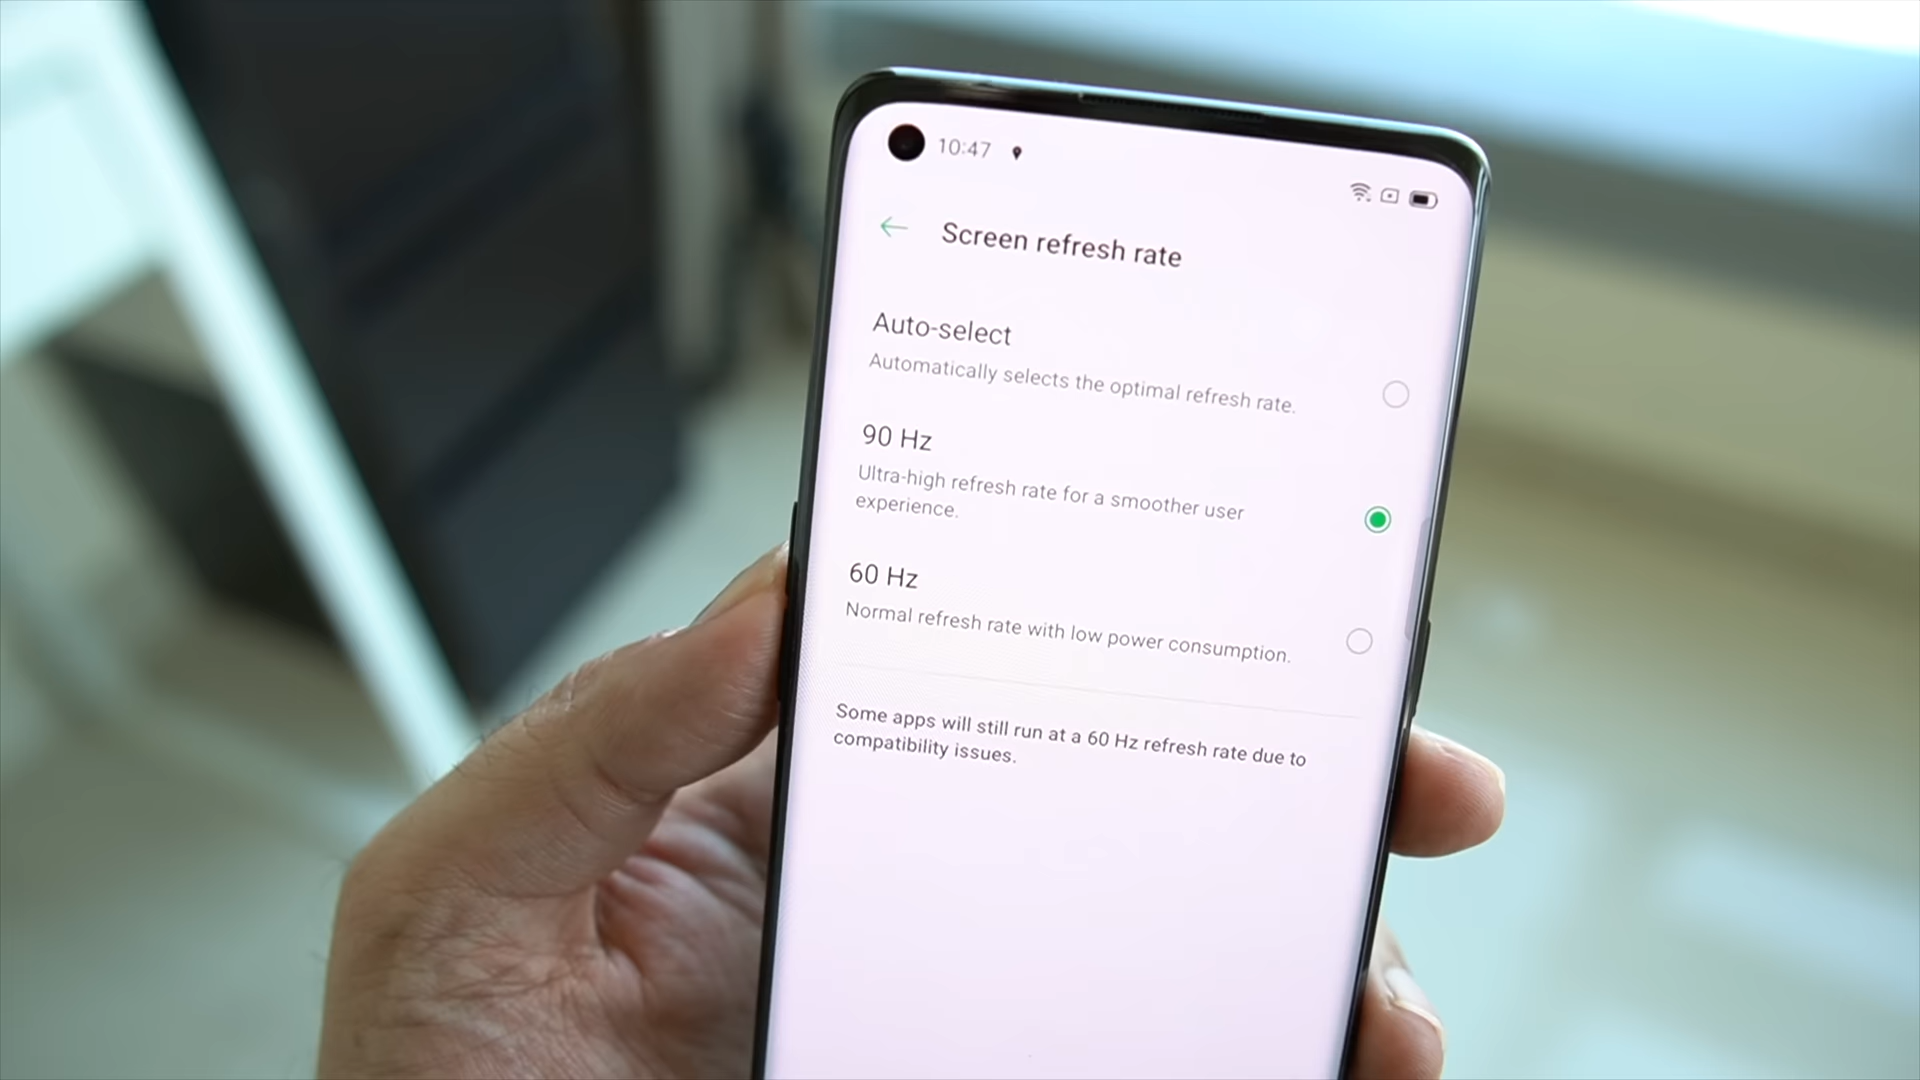 10:47
Screen refresh rate
Auto-select
Automatically selects the optimal refresh rate.
90 Hz
Ultra-high refresh rate for a smoother user
experience.
60 Hz
Normal refresh rate with low power consumption.
Some apps will still run at a 60 Hz refresh rate due to
compatibility issues.